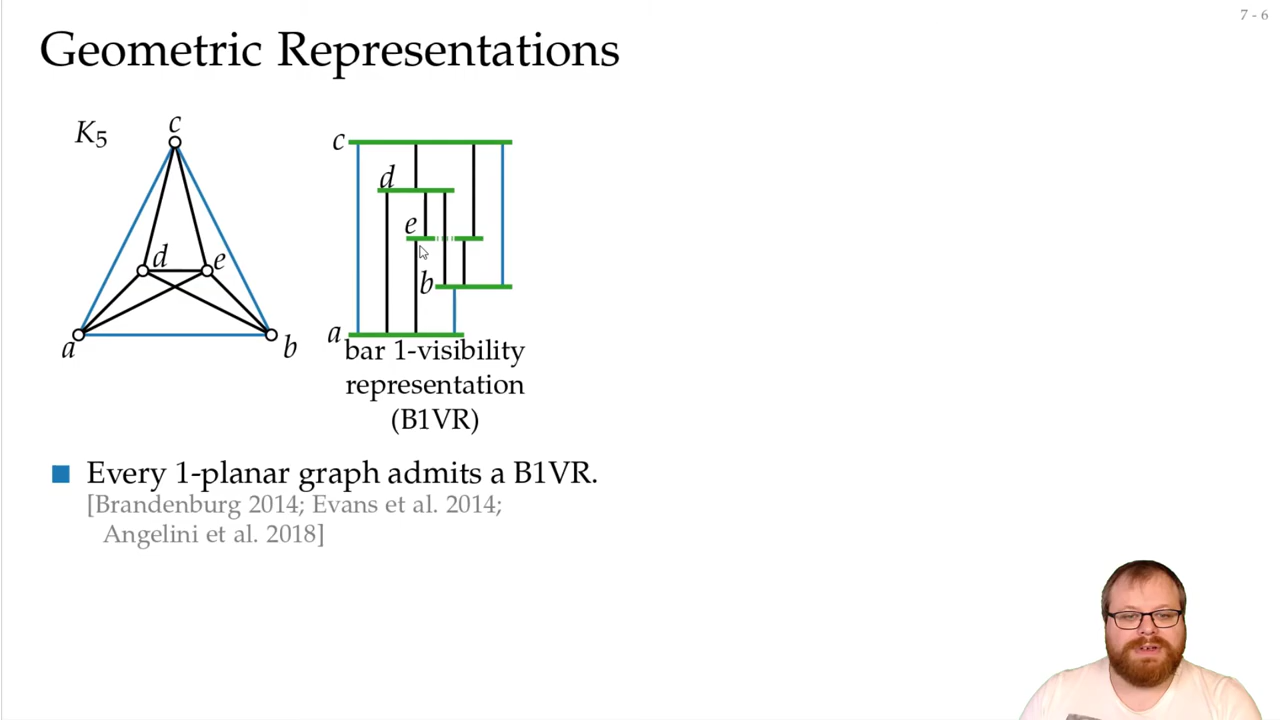 7 - 6
Geometric Representations
K5
c
d
e
a
b
c
d
e
b
a
bar 1-visibility
representation
(B1VR)
Every 1-planar graph admits a B1VR.
[Brandenburg 2014; Evans et al. 2014;
Angelini et al. 2018]